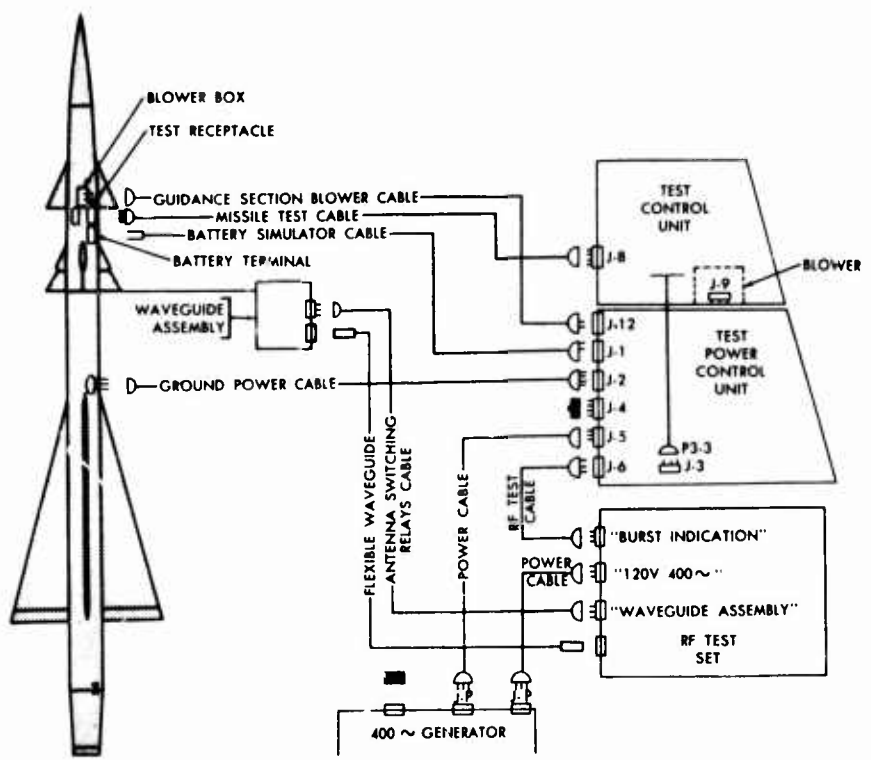 BLOWER BOX
TEST RECEPTACLE
GUIDANCE SECTION BLOWER CABLE
MISSILE TEST CABLE
BATTERY SIMULATOR CABLE
BATTERY TERMINAL
WAVEGUIDE
ASSEMBLY
GROUND POWER CABLE
FLEXIBLE WAVEGUIDE
ANTENNA SWITCHING
RELAYS CABLE
POWER CABLE
RF TEST
CABLE
POWER
CABLE
TEST
CONTROL
UNIT
J-8
J-9
BLOWER
J-12
J-1
J-2
J-4
J-5
J-6
TEST
POWER
CONTROL
UNIT
P3-3
J-3
"BURST INDICATION"
"120V 400~"
"WAVEGUIDE ASSEMBLY"
RF TEST
SET
J-P
J-P
400 ~ GENERATOR